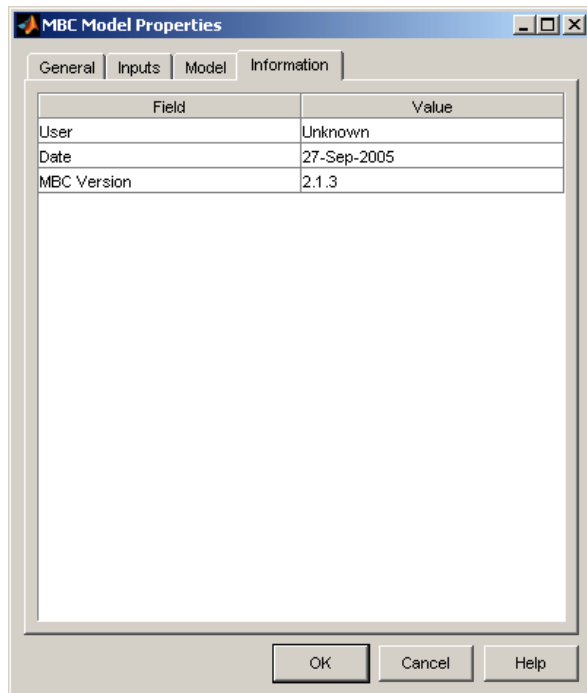 MBC Model Properties
General Inputs Model Information
Field Value
User Unknown
Date 27-Sep-2005
MBC Version 2.1.3
OK Cancel Help